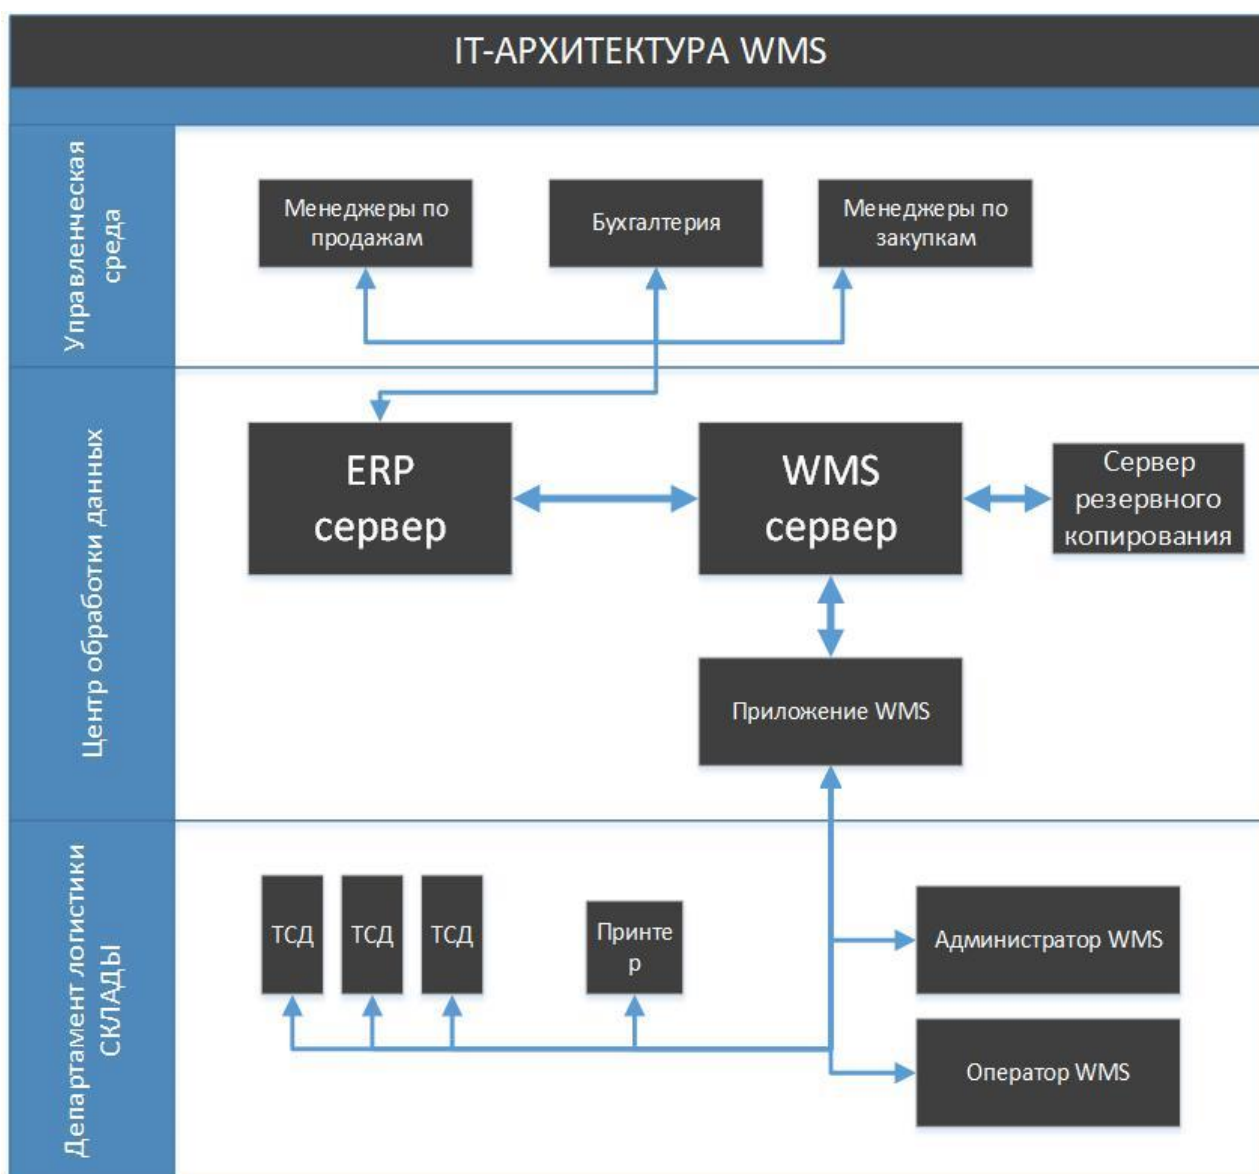 IT-АРХИТЕКТУРА WMS
Управленческая
среда
Менеджеры по
продажам
Бухгалтерия
Менеджеры по
закупкам
Центр обработки данных
ERP
сервер
WMS
сервер
Сервер
резервного
копирования
Приложение WMS
Департамент логистики
СКЛАДЫ
ТСД
ТСД
ТСД
Принте
р
Администратор WMS
Оператор WMS